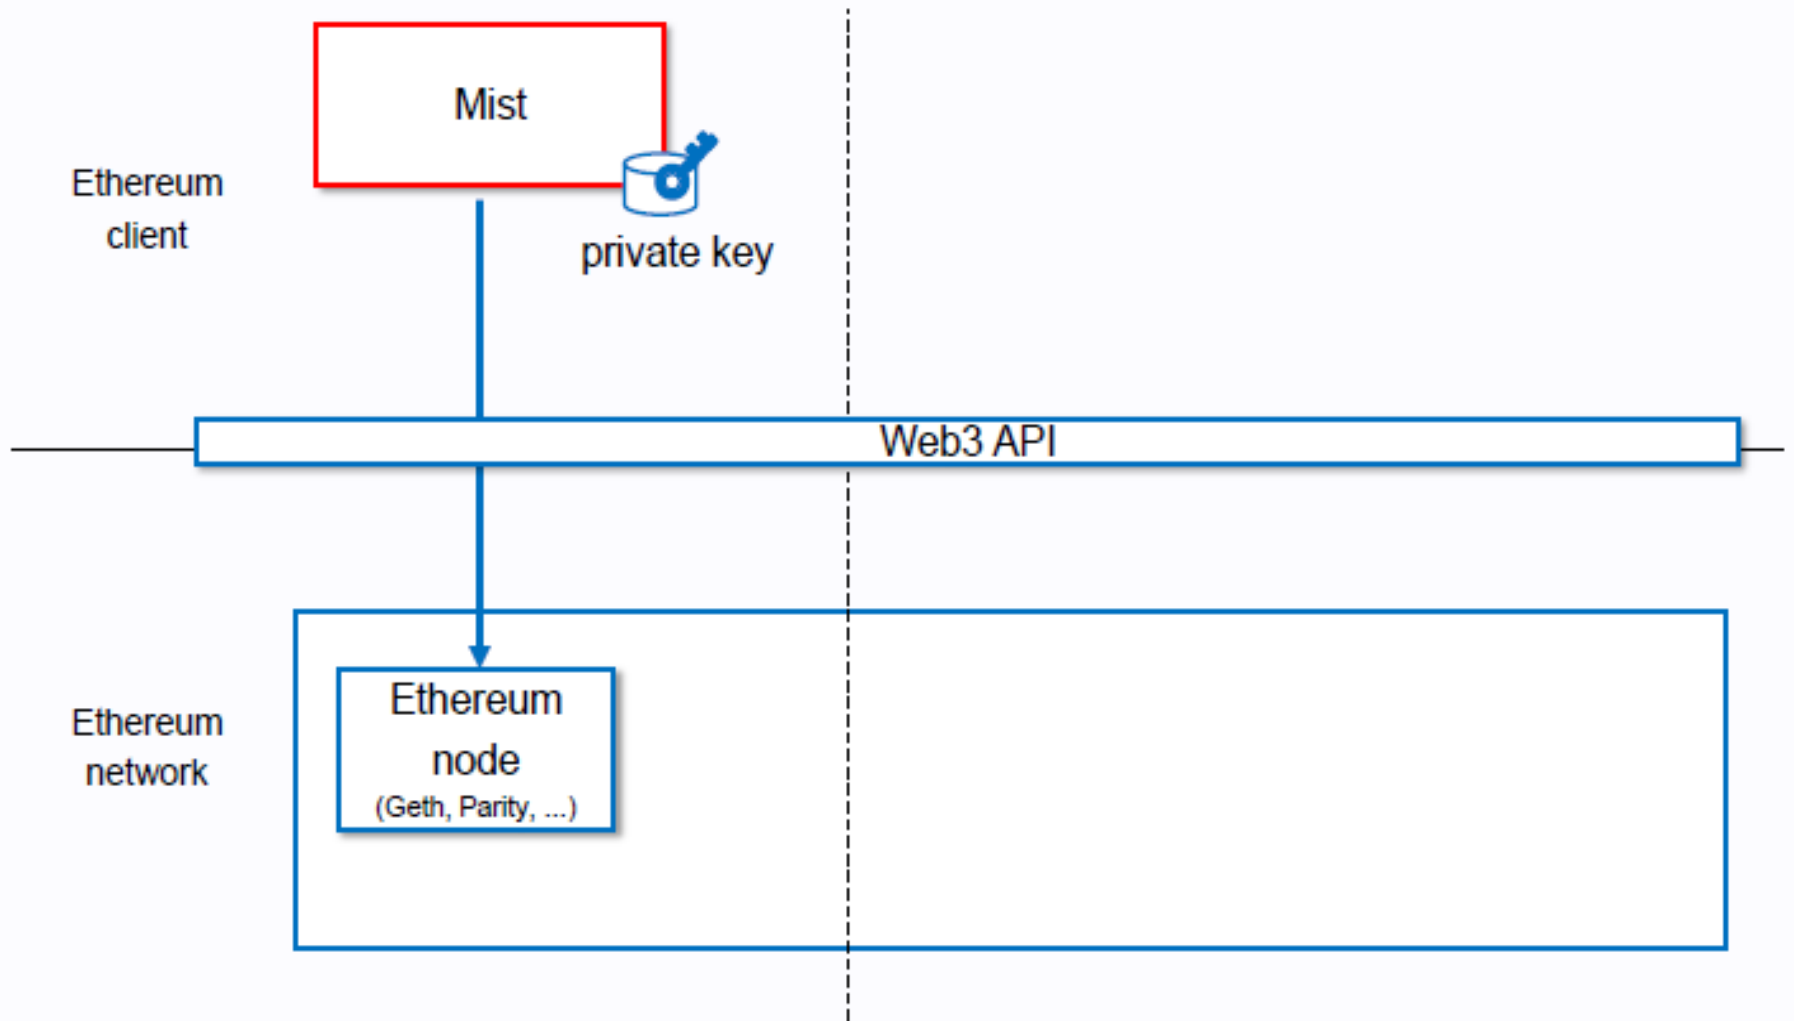 Mist
Ethereum
client
private key
Web3 API
Ethereum
network
Ethereum
node
(Geth, Parity, ...)